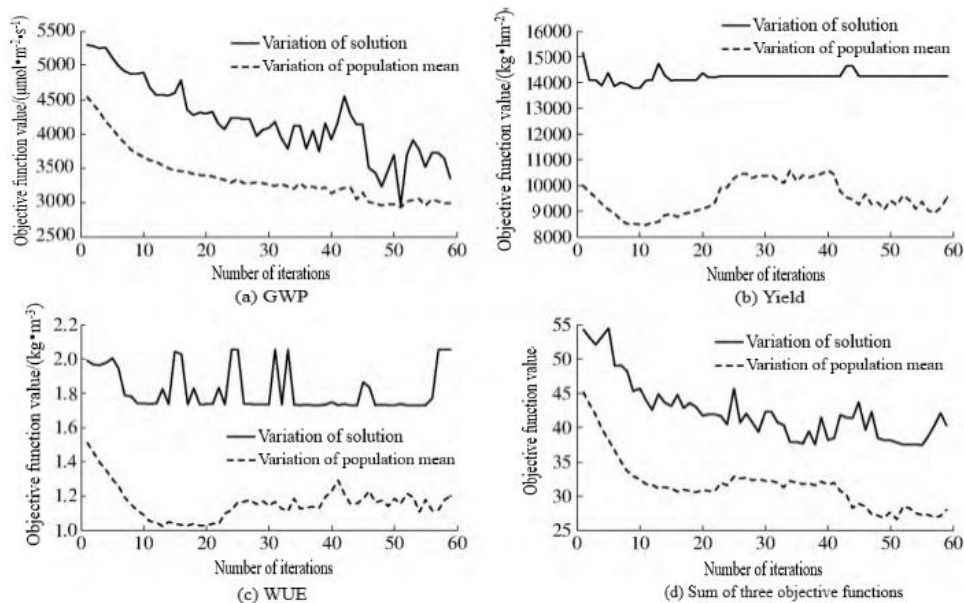 5500
5000
4500
4000
3500
3000
2500
Objective function value/(μmol•m⁻²•s⁻¹)
Variation of solution
Variation of population mean
0 10 20 30 40 50 60
Number of iterations
(a) GWP
16000
15000
14000
13000
12000
11000
10000
9000
8000
Objective function value/(kg•hm⁻²)
Variation of solution
Variation of population mean
0 10 20 30 40 50 60
Number of iterations
(b) Yield
2.2
2.0
1.8
1.6
1.4
1.2
1.0
Objective function value/(kg•m⁻³)
Variation of solution
Variation of population mean
0 10 20 30 40 50 60
Number of iterations
(c) WUE
55
50
45
40
35
30
25
Objective function value
Variation of solution
Variation of population mean
0 10 20 30 40 50 60
Number of iterations
(d) Sum of three objective functions